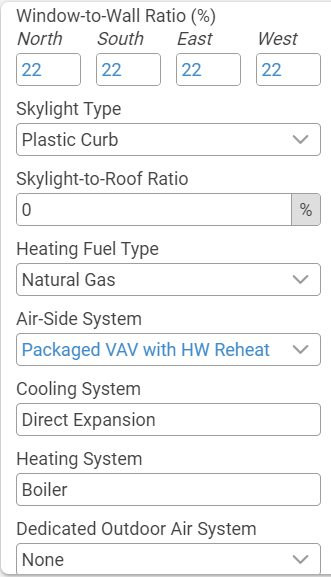 Window-to-Wall Ratio (%)
North South East West
22 22 22 22
Skylight Type
Plastic Curb
Skylight-to-Roof Ratio
0 %
Heating Fuel Type
Natural Gas
Air-Side System
Packaged VAV with HW Reheat
Cooling System
Direct Expansion
Heating System
Boiler
Dedicated Outdoor Air System
None